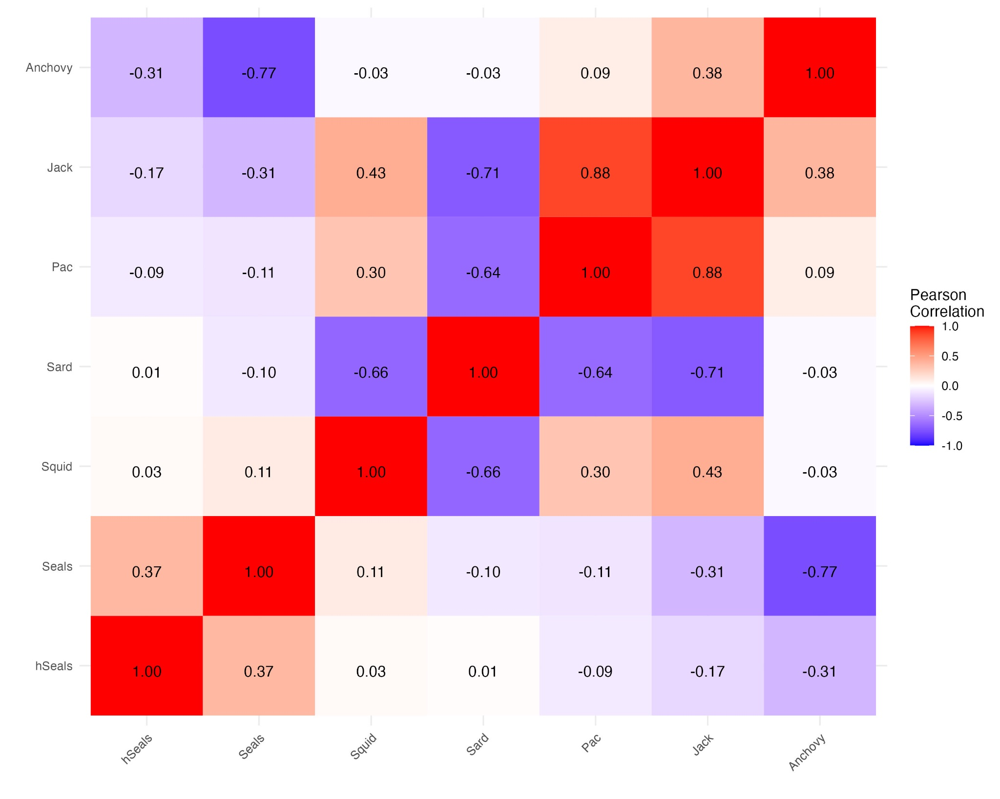 Anchovy -0.31 -0.77 -0.03 -0.03 0.09 0.38 1.00
Jack -0.17 -0.31 0.43 -0.71 0.88 1.00 0.38
Pac -0.09 -0.11 0.30 -0.64 1.00 0.88 0.09
Sard 0.01 -0.10 -0.66 1.00 -0.64 -0.71 -0.03
Squid 0.03 0.11 1.00 -0.66 0.30 0.43 -0.03
Seals 0.37 1.00 0.11 -0.10 -0.11 -0.31 -0.77
hSeals 1.00 0.37 0.03 0.01 -0.09 -0.17 -0.31
hSeals Seals Squid Sard Pac Jack Anchovy
Pearson
Correlation
1.0
0.5
0.0
-0.5
-1.0